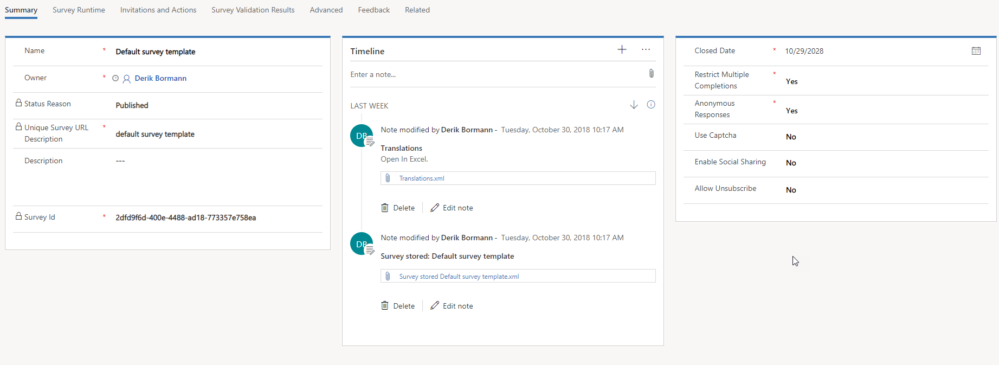 Summary Survey Runtime Invitations and Actions Survey Validation Results Advanced Feedback Related
Name * Default survey template
Owner * Derik Bormann
Status Reason Published
Unique Survey URL * default survey template
Description
Description ---
Survey Id * 2dfd9f6d-400e-4488-ad18-773357e758ea
Timeline
Enter a note...
LAST WEEK
DB
Note modified by Derik Bormann - Tuesday, October 30, 2018 10:17 AM
Translations
Open In Excel.
Translations.xml
Delete Edit note
DB
Note modified by Derik Bormann - Tuesday, October 30, 2018 10:17 AM
Survey stored: Default survey template
Survey stored Default survey template.xml
Delete Edit note
Closed Date * 10/29/2028
Restrict Multiple * Yes
Completions
Anonymous * Yes
Responses
Use Captcha No
Enable Social Sharing No
Allow Unsubscribe No